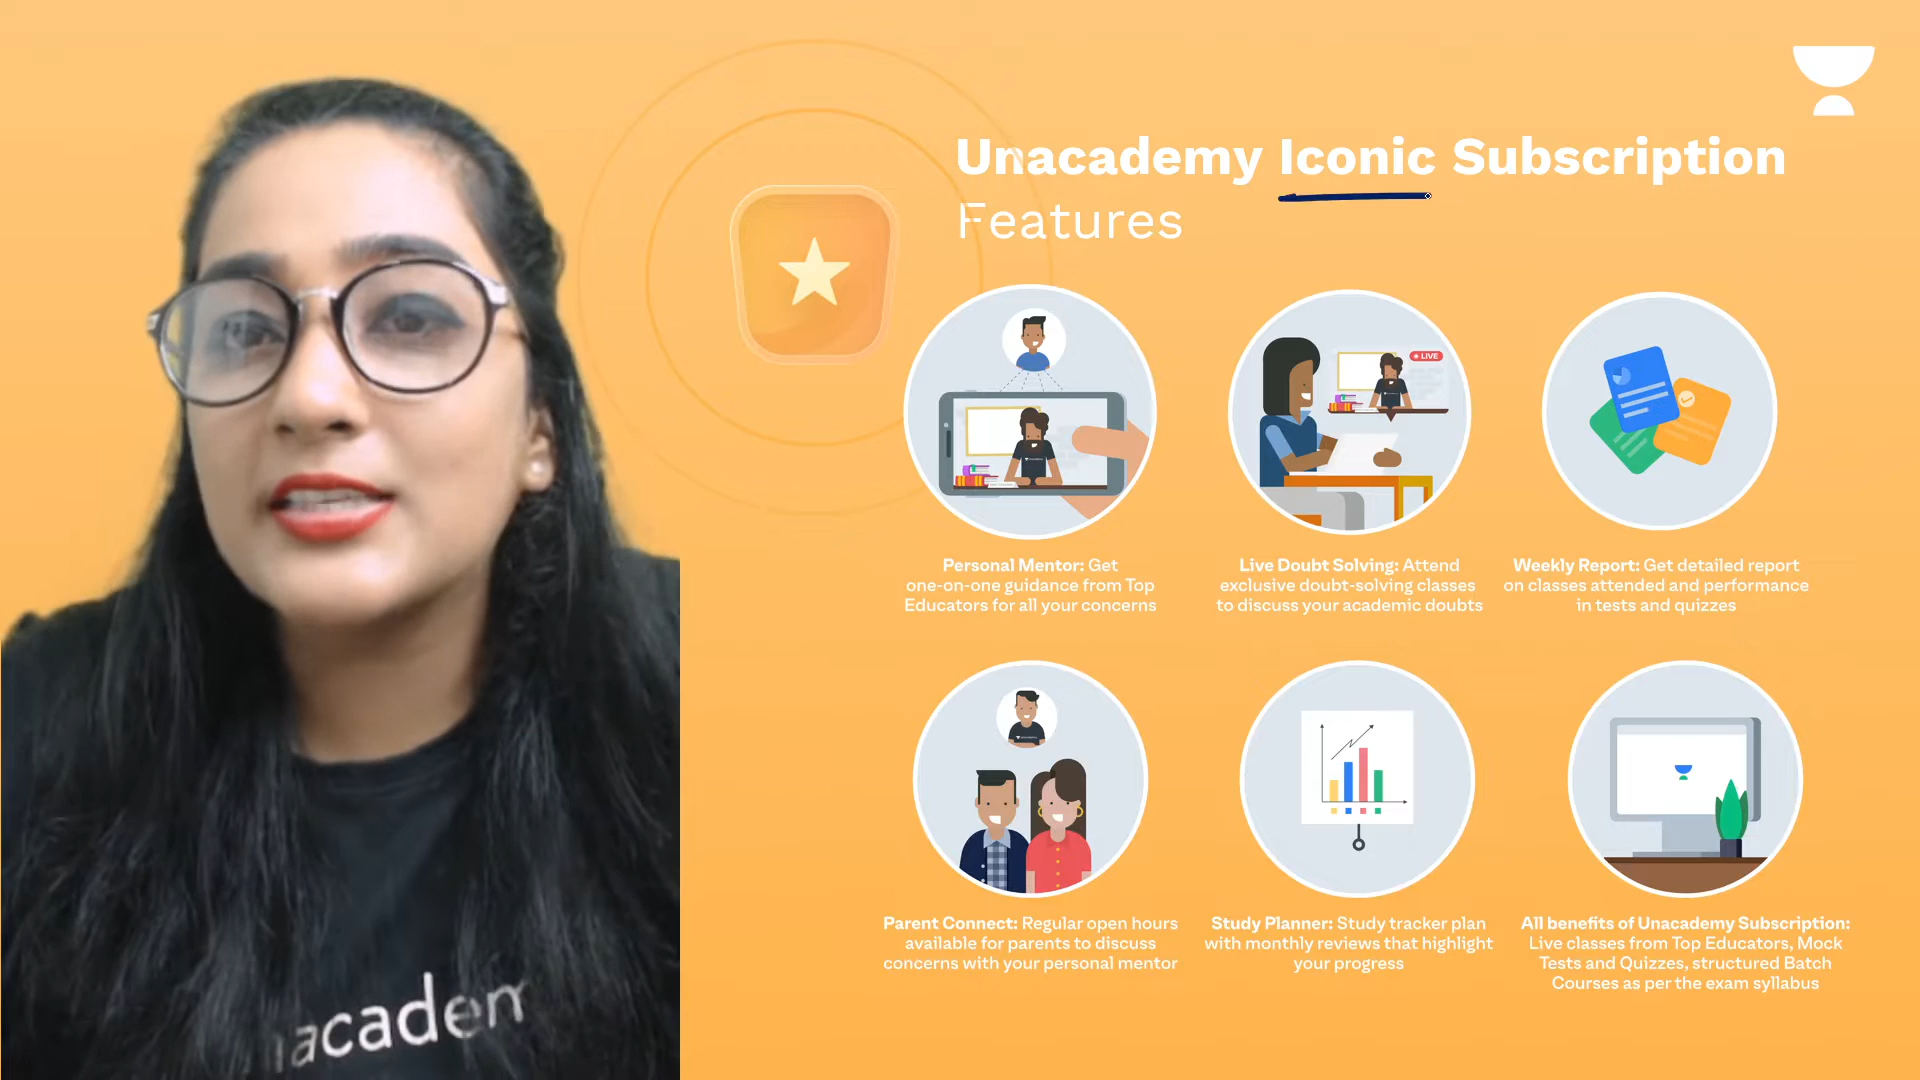 Unacademy Iconic Subscription
Features
LIVE
Personal Mentor: Get
one-on-one guidance from Top
Educators for all your concerns
Live Doubt Solving: Attend
exclusive doubt-solving classes
to discuss your academic doubts
Weekly Report: Get detailed report
on classes attended and performance
in tests and quizzes
Parent Connect: Regular open hours
available for parents to discuss
concerns with your personal mentor
Study Planner: Study tracker plan
with monthly reviews that highlight
your progress
All benefits of Unacademy Subscription:
Live classes from Top Educators, Mock
Tests and Quizzes, structured Batch
Courses as per the exam syllabus
nacadem